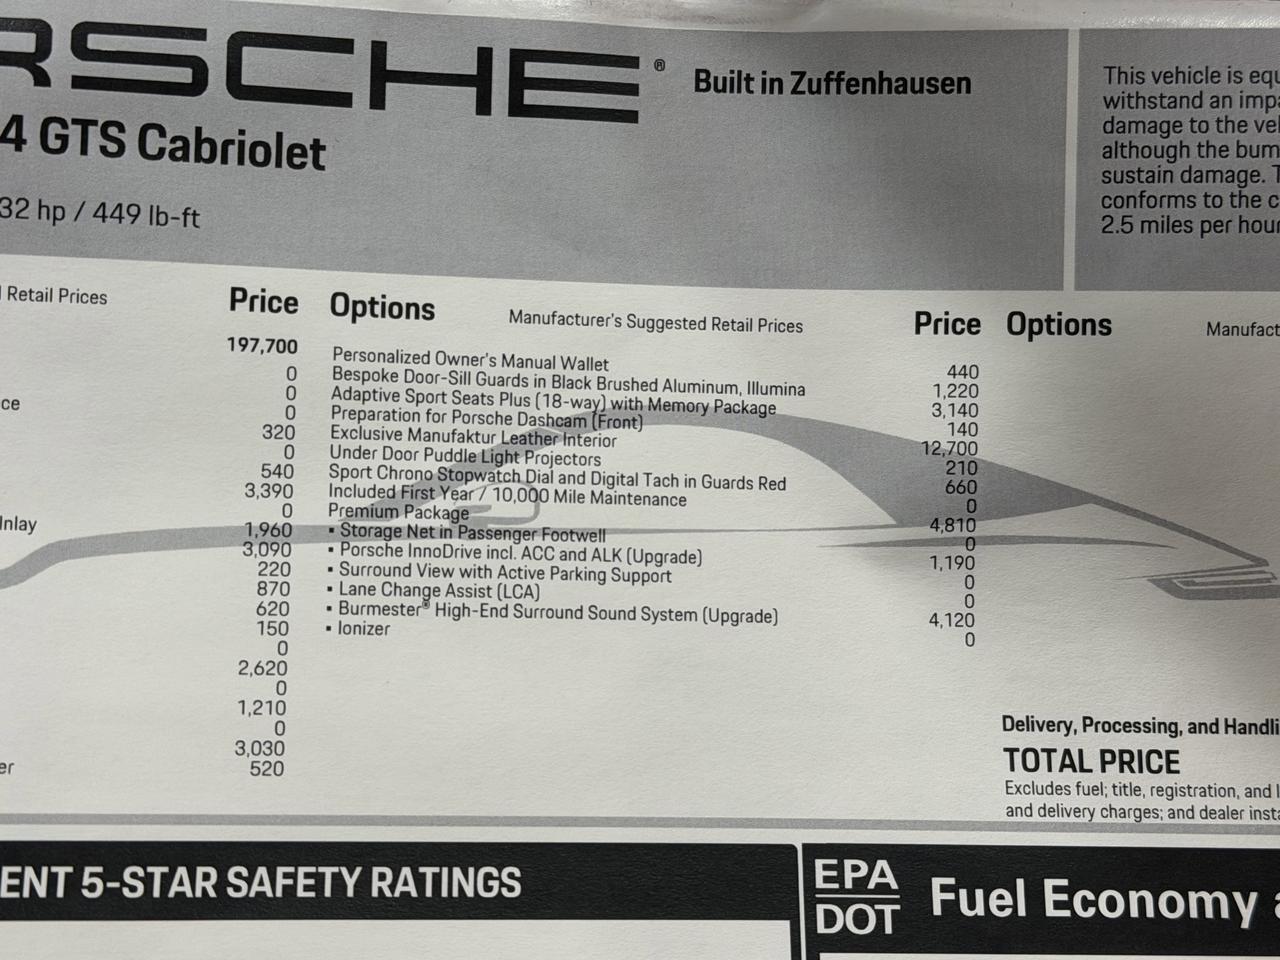 RSCHE® Built in Zuffenhausen
4 GTS Cabriolet
32 hp / 449 lb-ft
This vehicle is equ
withstand an impa
damage to the veh
although the bum
sustain damage. T
conforms to the c
2.5 miles per hour
l Retail Prices Price
197,700
0
0
ce 0
320
0
540
3,390
0
Inlay 1,960
3,090
220
870
620
150
0
2,620
0
1,210
0
3,030
er 520
Options Manufacturer's Suggested Retail Prices Price
Personalized Owner's Manual Wallet 440
Bespoke Door-Sill Guards in Black Brushed Aluminum, Illumina 1,220
Adaptive Sport Seats Plus (18-way) with Memory Package 3,140
Preparation for Porsche Dashcam (Front) 140
Exclusive Manufaktur Leather Interior 12,700
Under Door Puddle Light Projectors 210
Sport Chrono Stopwatch Dial and Digital Tach in Guards Red 660
Included First Year / 10,000 Mile Maintenance 0
Premium Package 4,810
▪ Storage Net in Passenger Footwell 0
▪ Porsche InnoDrive incl. ACC and ALK (Upgrade) 1,190
▪ Surround View with Active Parking Support 0
▪ Lane Change Assist (LCA) 0
▪ Burmester® High-End Surround Sound System (Upgrade) 4,120
▪ Ionizer 0
Options Manufact
Delivery, Processing, and Handli
TOTAL PRICE
Excludes fuel; title, registration, and l
and delivery charges; and dealer insta
ENT 5-STAR SAFETY RATINGS
EPA
DOT
Fuel Economy a